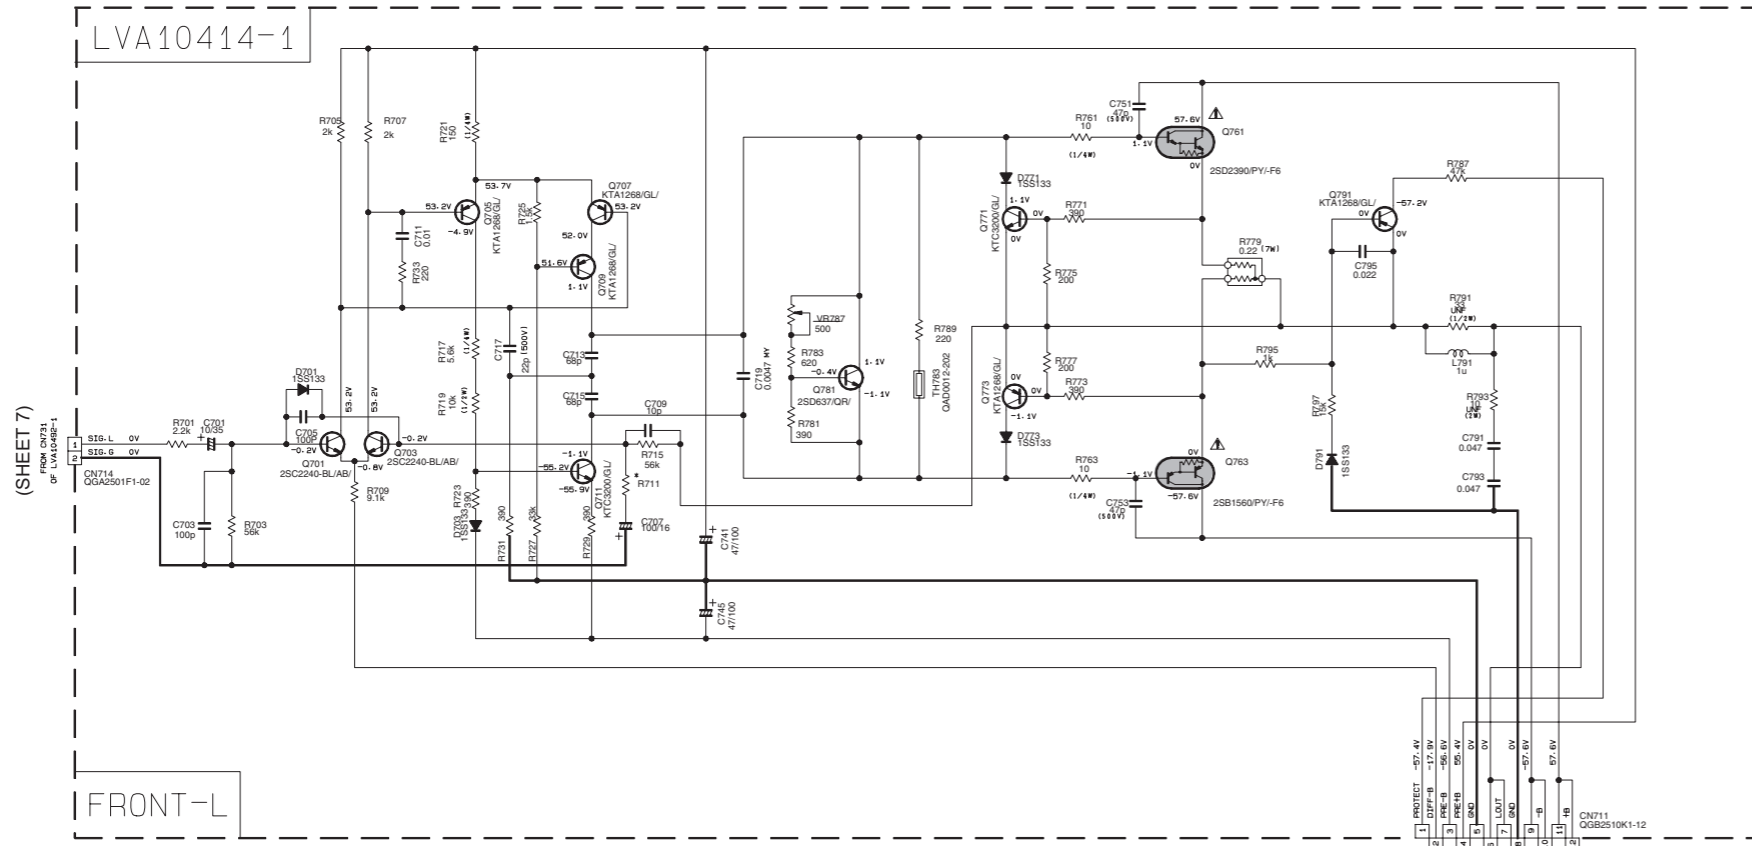 LVA10414-1
R705
2k
R707
2k
R721
150
(1/4W)
53.7V
Q707
KTA1268/GL/
53.2V
53.2V
Q705
KTA1268/GL/
-4.9V
R725
1.5k
52.0V
C711
0.01
R733
220
51.6V
Q709
KTA1268/GL/
1.1V
R717
5.6k
(1/4W)
C717
22p (500V)
C713
68p
C715
68p
R719
10k
(1/2W)
D701
1SS133
53.2V
53.2V
C705
100P
-0.2V
Q701
2SC2240-BL/AB/
-0.8V
-0.2V
Q703
2SC2240-BL/AB/
R701
2.2k
C701
10/35
+
(SHEET 7)
FROM CN731
OF LVA10492-1
1
SIG.L
0V
2
SIG.G
0V
CN714
QGA2501F1-02
C703
100p
R703
56k
R709
9.1k
R723
390
D703
1SS133
R731
390
R727
33k
R729
390
-1.1V
-55.2V
-55.9V
Q711
KTC3200/GL/
C709
10p
R715
56k
*
R711
C707
100/16
+
+
C741
47/100
+
C745
47/100
C719
0.0047 MY
VR787
500
R783
620
-0.4V
Q781
2SD637/QR/
1.1V
-1.1V
R781
390
R789
220
TH783
QAD0012-202
C751
47p
(500V)
R761
10
(1/4W)
57.6V
1.1V
0V
Q761
2SD2390/PY/-F6
D771
1SS133
1.1V
Q771
KTC3200/GL/
0V
0V
R771
390
R775
200
R779
0.22 (7W)
R777
200
Q773
KTA1268/GL/
0V
0V
-1.1V
R773
390
D773
1SS133
R763
10
(1/4W)
-1.1V
0V
Q763
-57.6V
2SB1560/PY/-F6
C753
47p
(500V)
R787
47k
Q791
KTA1268/GL/
0V
-57.2V
0V
C795
0.022
R795
1k
R797
15k
D791
1SS133
R791
33
UNF
(1/2W)
L791
1u
R793
10
UNF
(2W)
C791
0.047
C793
0.047
FRONT-L
PROTECT
-57.4V
DIFF-B
-17.9V
PRE-B
-56.6V
PRE+B
55.4V
GND
0V
LOUT
0V
GND
-B
-57.6V
+B
57.6V
1
2
3
4
5
6
7
8
9
11
CN711
QGB2510K1-12